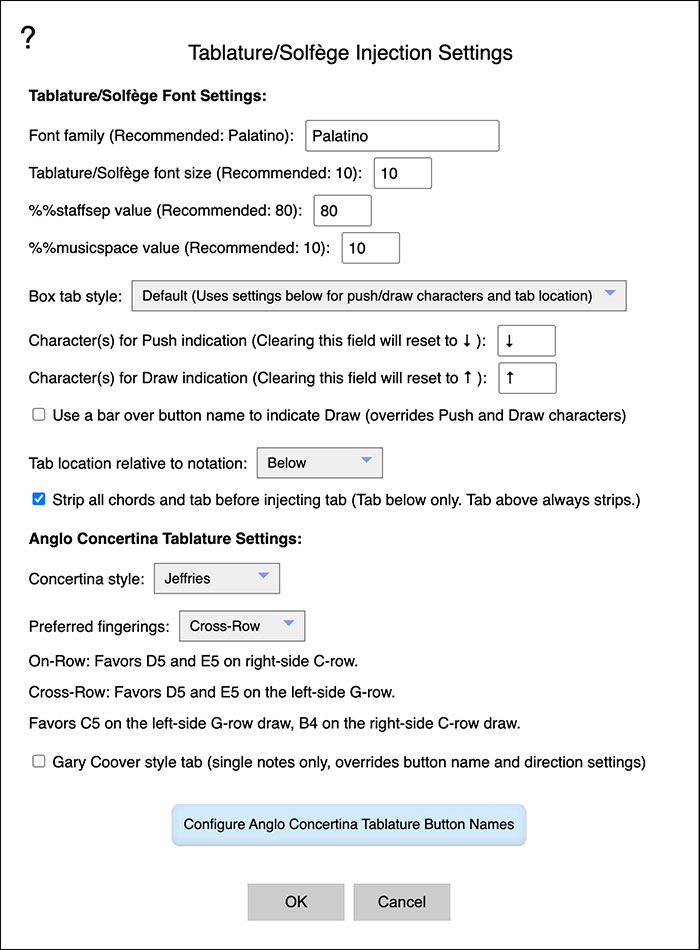 ?
Tablature/Solfège Injection Settings
Tablature/Solfège Font Settings:
Font family (Recommended: Palatino): Palatino
Tablature/Solfège font size (Recommended: 10): 10
%%staffsep value (Recommended: 80): 80
%%musicspace value (Recommended: 10): 10
Box tab style: Default (Uses settings below for push/draw characters and tab location)
Character(s) for Push indication (Clearing this field will reset to ↓ ): ↓
Character(s) for Draw indication (Clearing this field will reset to ↑ ): ↑
Use a bar over button name to indicate Draw (overrides Push and Draw characters)
Tab location relative to notation: Below
Strip all chords and tab before injecting tab (Tab below only. Tab above always strips.)
Anglo Concertina Tablature Settings:
Concertina style: Jeffries
Preferred fingerings: Cross-Row
On-Row: Favors D5 and E5 on right-side C-row.
Cross-Row: Favors D5 and E5 on the left-side G-row.
Favors C5 on the left-side G-row draw, B4 on the right-side C-row draw.
Gary Coover style tab (single notes only, overrides button name and direction settings)
Configure Anglo Concertina Tablature Button Names
OK Cancel